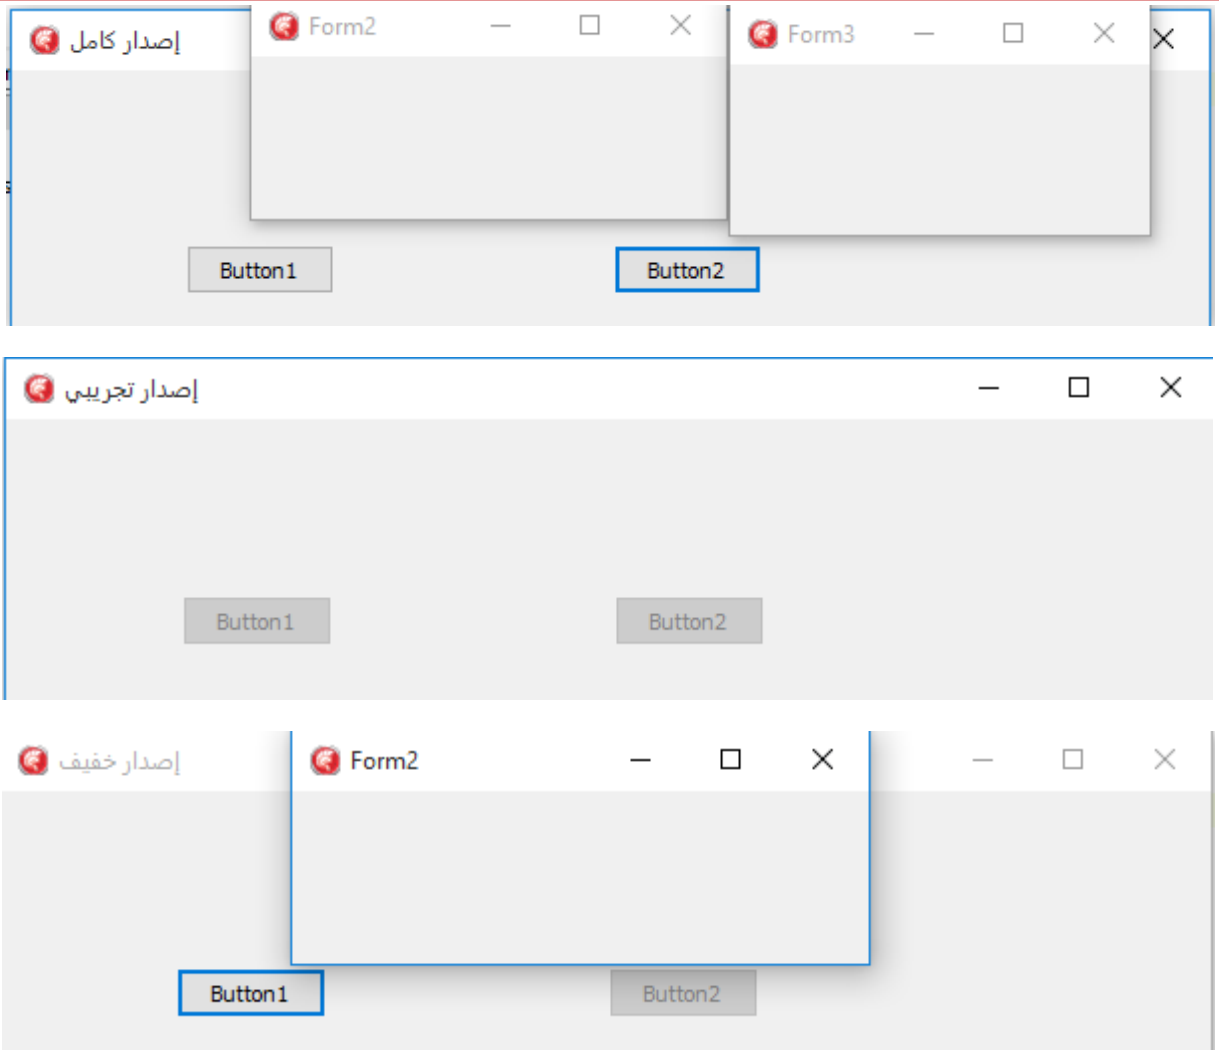 إصدار كامل
Form2
Form3
Button1
Button2
إصدار تجريبي
Button1
Button2
إصدار خفيف
Form2
Button1
Button2